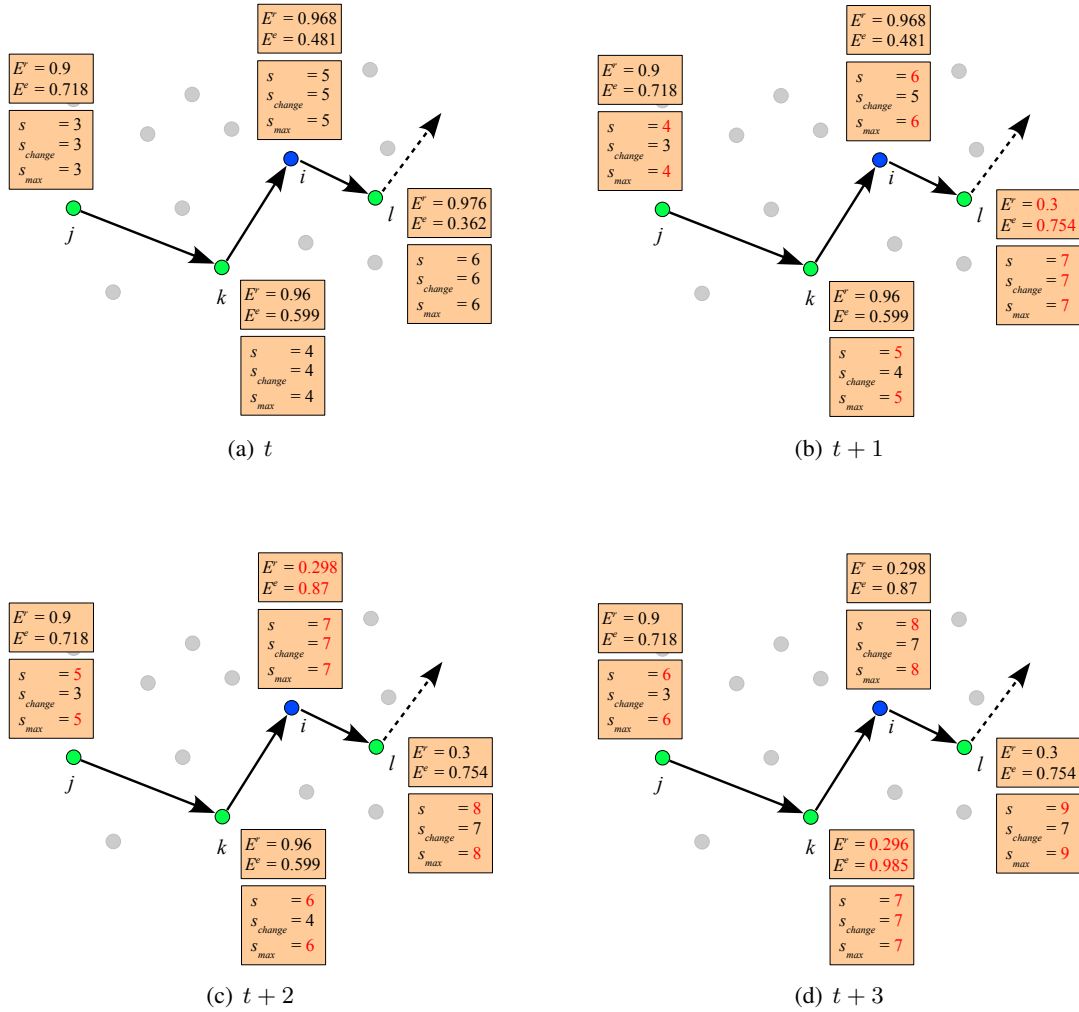 E^r = 0.968
E^e = 0.481
s = 5
s_change = 5
s_max = 5
E^r = 0.9
E^e = 0.718
s = 3
s_change = 3
s_max = 3
i
l
j
E^r = 0.976
E^e = 0.362
s = 6
s_change = 6
s_max = 6
k
E^r = 0.96
E^e = 0.599
s = 4
s_change = 4
s_max = 4
(a) t
E^r = 0.968
E^e = 0.481
s = 6
s_change = 5
s_max = 6
E^r = 0.9
E^e = 0.718
s = 4
s_change = 3
s_max = 4
i
l
j
E^r = 0.3
E^e = 0.754
s = 7
s_change = 7
s_max = 7
k
E^r = 0.96
E^e = 0.599
s = 5
s_change = 4
s_max = 5
(b) t + 1
E^r = 0.298
E^e = 0.87
s = 7
s_change = 7
s_max = 7
E^r = 0.9
E^e = 0.718
s = 5
s_change = 3
s_max = 5
i
l
j
E^r = 0.3
E^e = 0.754
s = 8
s_change = 7
s_max = 8
k
E^r = 0.96
E^e = 0.599
s = 6
s_change = 4
s_max = 6
(c) t + 2
E^r = 0.298
E^e = 0.87
s = 8
s_change = 7
s_max = 8
E^r = 0.9
E^e = 0.718
s = 6
s_change = 3
s_max = 6
i
l
j
E^r = 0.3
E^e = 0.754
s = 9
s_change = 7
s_max = 9
k
E^r = 0.296
E^e = 0.985
s = 7
s_change = 7
s_max = 7
(d) t + 3